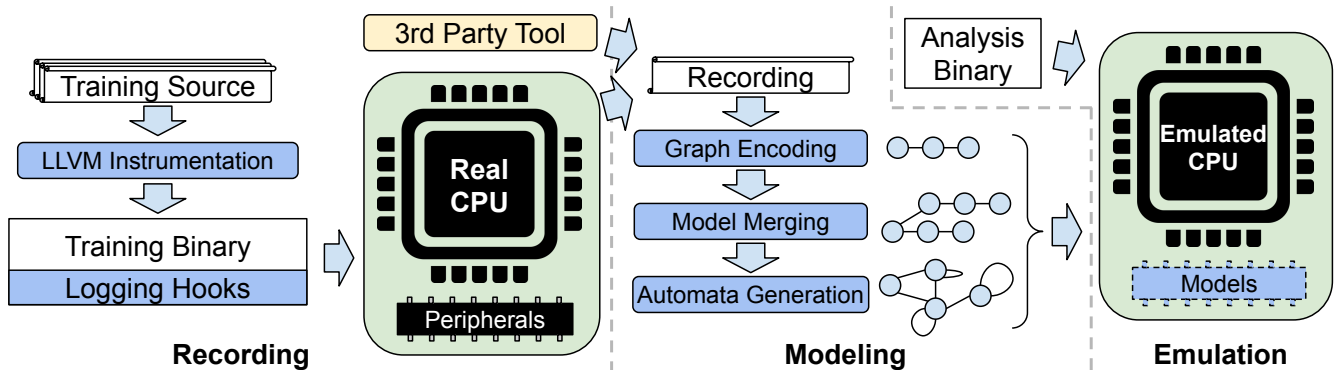 Training Source
LLVM Instrumentation
Training Binary
Logging Hooks
3rd Party Tool
Real
CPU
Peripherals
Recording
Recording
Graph Encoding
Model Merging
Automata Generation
Modeling
Analysis
Binary
Emulated
CPU
Models
Emulation